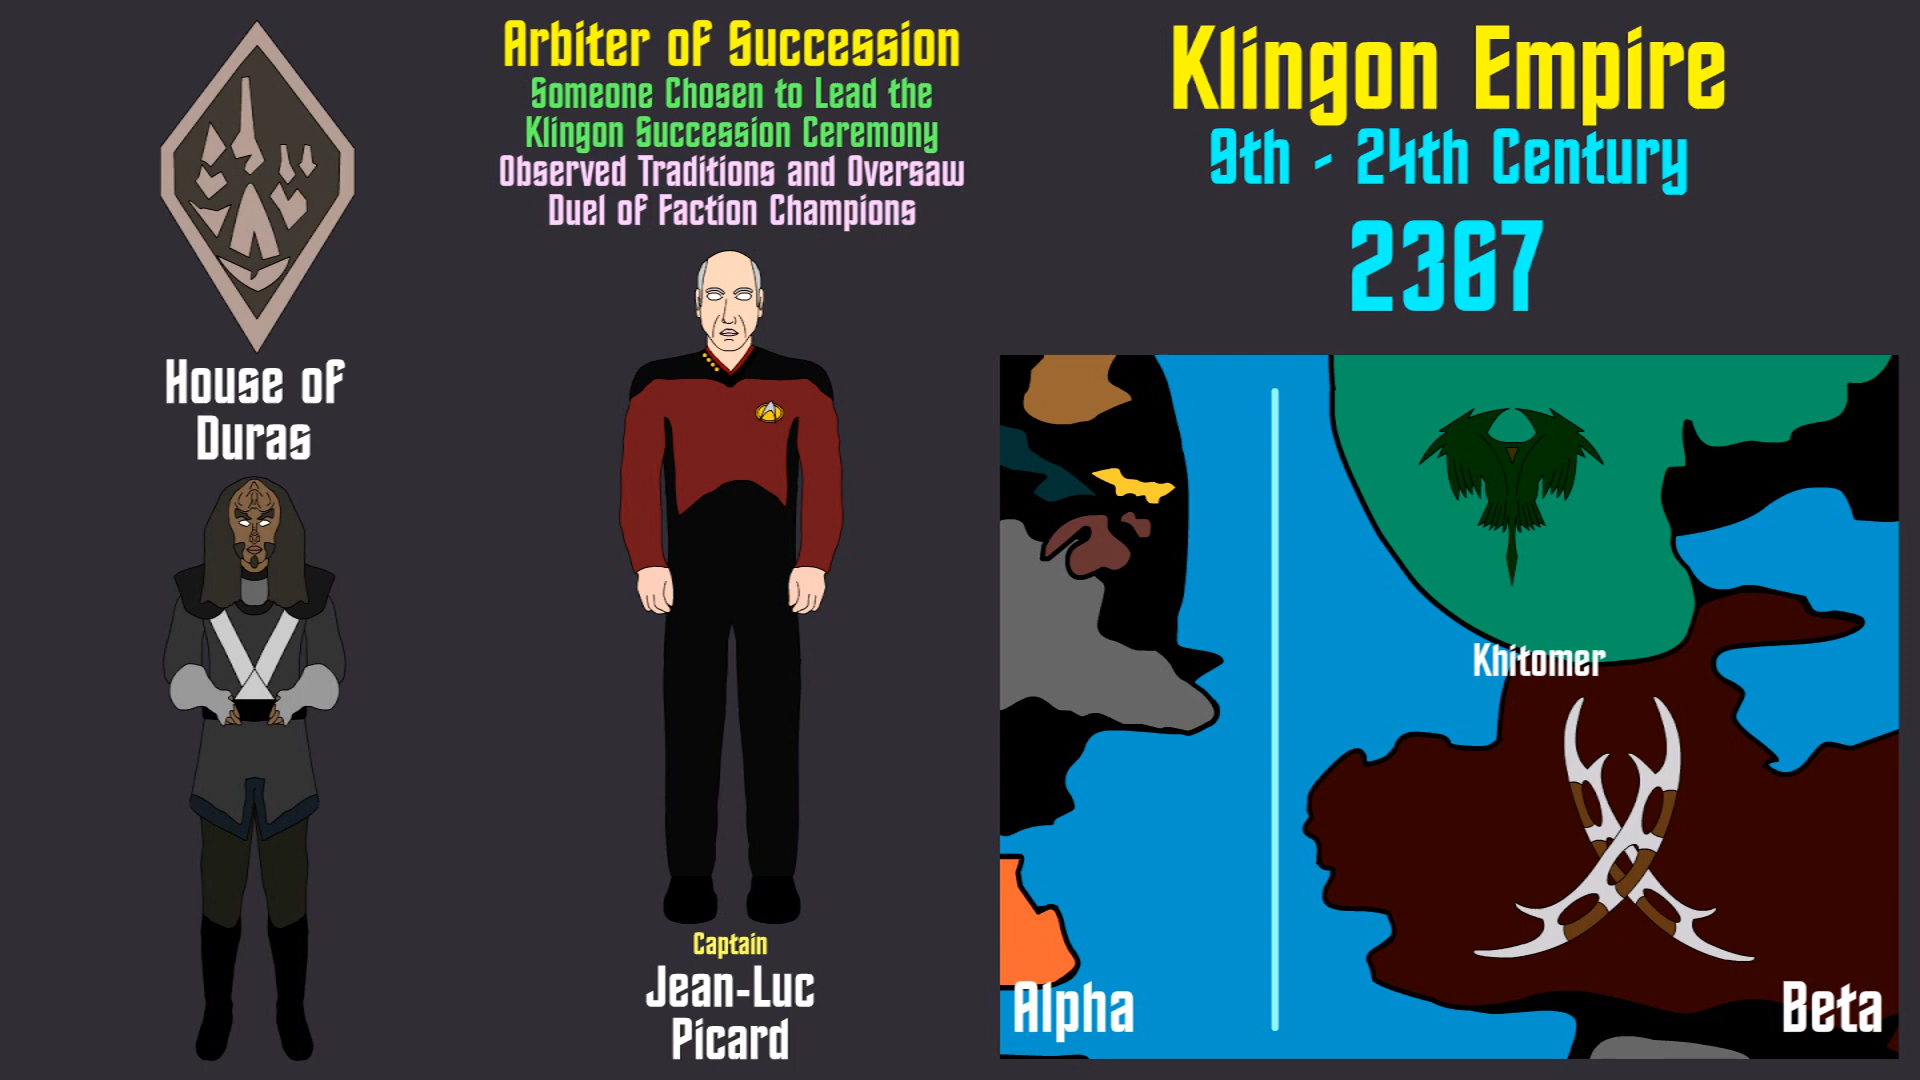 House of
Duras
Arbiter of Succession
Someone Chosen to Lead the
Klingon Succession Ceremony
Observed Traditions and Oversaw
Duel of Faction Champions
Captain
Jean-Luc
Picard
Klingon Empire
9th - 24th Century
2367
Khitomer
Alpha
Beta